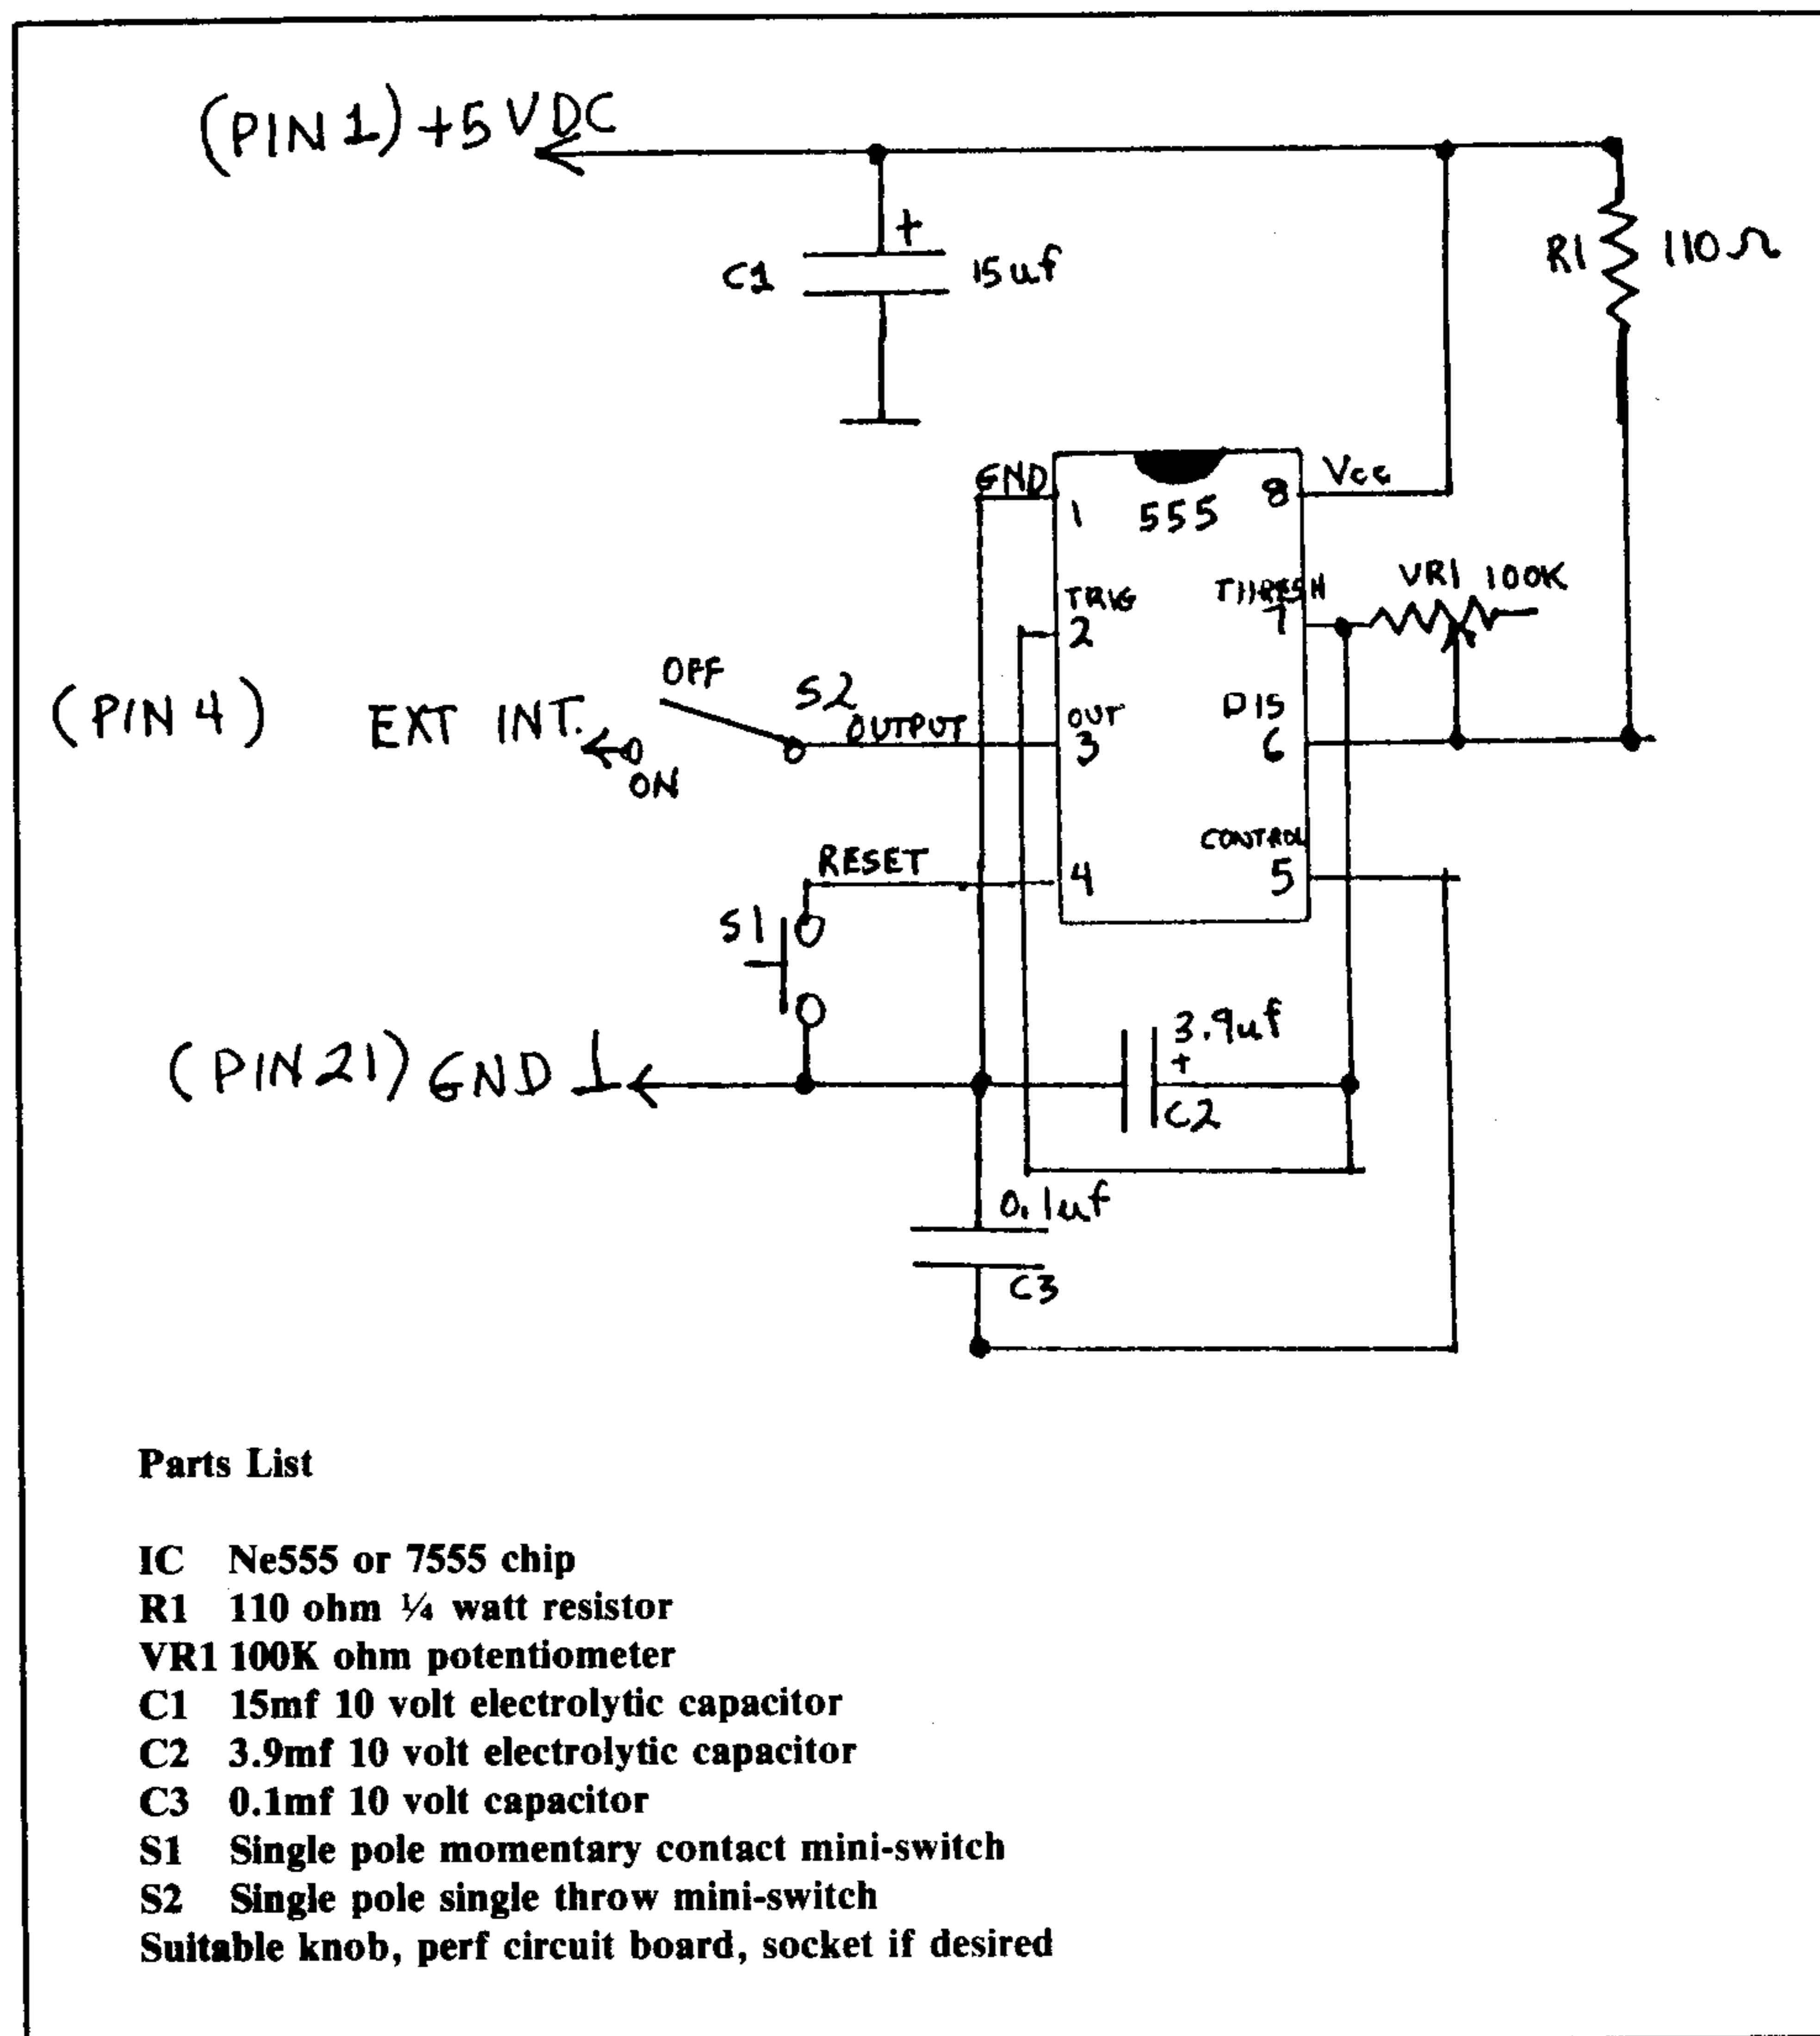 (PIN 1) +5 VDC
+
C1
15uf
R1
110Ω
GND
1
555
8
Vcc
TRIG
2
THRESH
7
VR1 100K
(PIN 4)
EXT INT.
OFF
ON
S2
OUTPUT
OUT
3
DIS
6
RESET
4
CONTROL
5
S1
(PIN 21) GND
3.9uf
+
C2
0.1uf
C3
Parts List
IC Ne555 or 7555 chip
R1 110 ohm ¼ watt resistor
VR1 100K ohm potentiometer
C1 15mf 10 volt electrolytic capacitor
C2 3.9mf 10 volt electrolytic capacitor
C3 0.1mf 10 volt capacitor
S1 Single pole momentary contact mini-switch
S2 Single pole single throw mini-switch
Suitable knob, perf circuit board, socket if desired